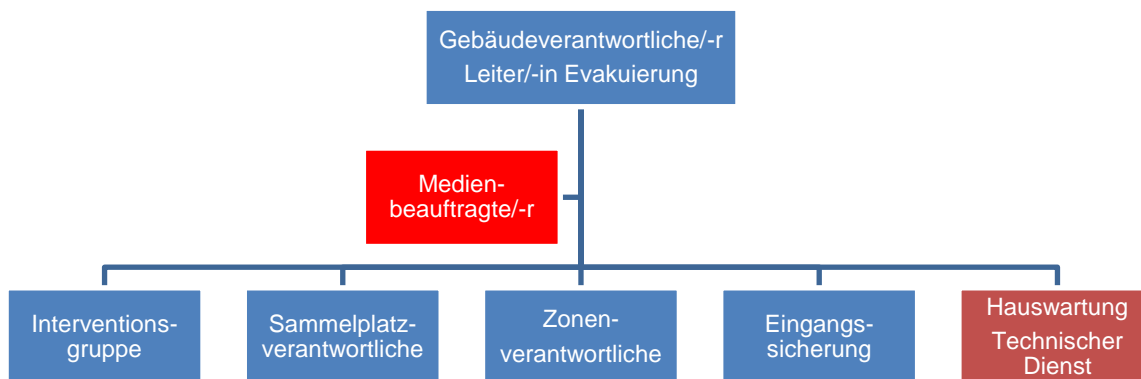 Gebäudeverantwortliche/-r
Leiter/-in Evakuierung
Medien-
beauftragte/-r
Interventions-
gruppe
Sammelplatz-
verantwortliche
Zonen-
verantwortliche
Eingangs-
sicherung
Hauswartung
Technischer
Dienst